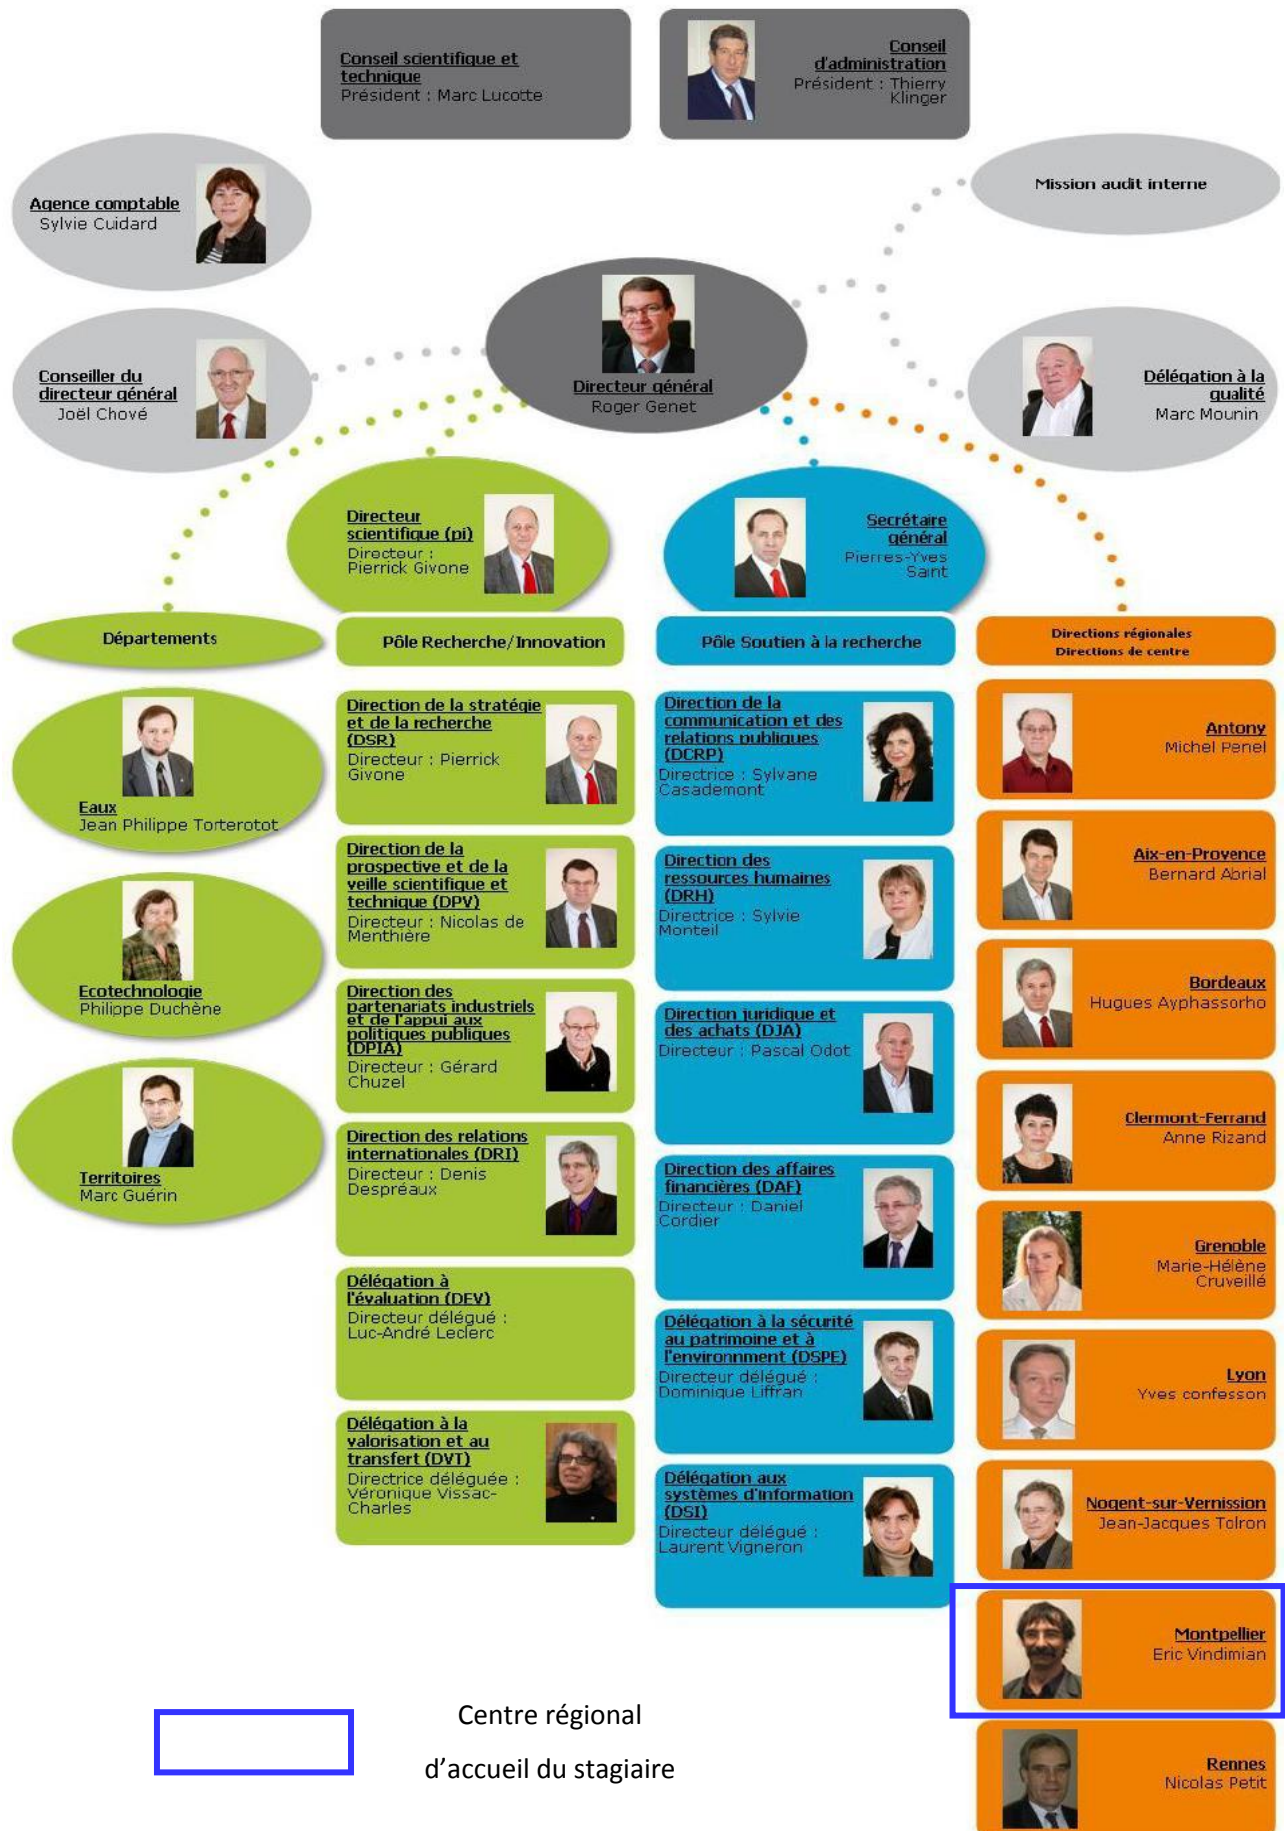 Conseil scientifique et
technique
Président : Marc Lucotte
Conseil
d'administration
Président : Thierry
Klinger
Agence comptable
Sylvie Cuidard
Mission audit interne
Conseiller du
directeur général
Joël Chové
Directeur général
Roger Genet
Délégation à la
qualité
Marc Mounin
Directeur
scientifique (pi)
Directeur :
Pierrick Givone
Secrétaire
général
Pierres-Yves
Saint
Départements
Pôle Recherche/Innovation
Pôle Soutien à la recherche
Directions régionales
Directions de centre
Eaux
Jean Philippe Torterotot
Ecotechnologie
Philippe Duchène
Territoires
Marc Guérin
Direction de la stratégie
et de la recherche
(DSR)
Directeur : Pierrick
Givone
Direction de la
prospective et de la
veille scientifique et
technique (DPV)
Directeur : Nicolas de
Menthière
Direction des
partenariats industriels
et de l'appui aux
politiques publiques
(DPIA)
Directeur : Gérard
Chuzel
Direction des relations
internationales (DRI)
Directeur : Denis
Despréaux
Délégation à
l'évaluation (DEV)
Directeur délégué :
Luc-André Leclerc
Délégation à la
valorisation et au
transfert (DVT)
Directrice déléguée :
Véronique Vissac-
Charles
Direction de la
communication et des
relations publiques
(DCRP)
Directrice : Sylvane
Casademont
Direction des
ressources humaines
(DRH)
Directrice : Sylvie
Monteil
Direction juridique et
des achats (DJA)
Directeur : Pascal Odot
Direction des affaires
financières (DAF)
Directeur : Daniel
Cordier
Délégation à la sécurité
au patrimoine et à
l'environnment (DSPE)
Directeur délégué :
Dominique Liffran
Délégation aux
systèmes d'information
(DSI)
Directeur délégué :
Laurent Vigneron
Antony
Michel Penel
Aix-en-Provence
Bernard Abrial
Bordeaux
Hugues Ayphassorho
Clermont-Ferrand
Anne Rizand
Grenoble
Marie-Hélène
Cruveillé
Lyon
Yves confesson
Nogent-sur-Vernission
Jean-Jacques Tolron
Montpellier
Eric Vindimian
Rennes
Nicolas Petit
Centre régional
d'accueil du stagiaire